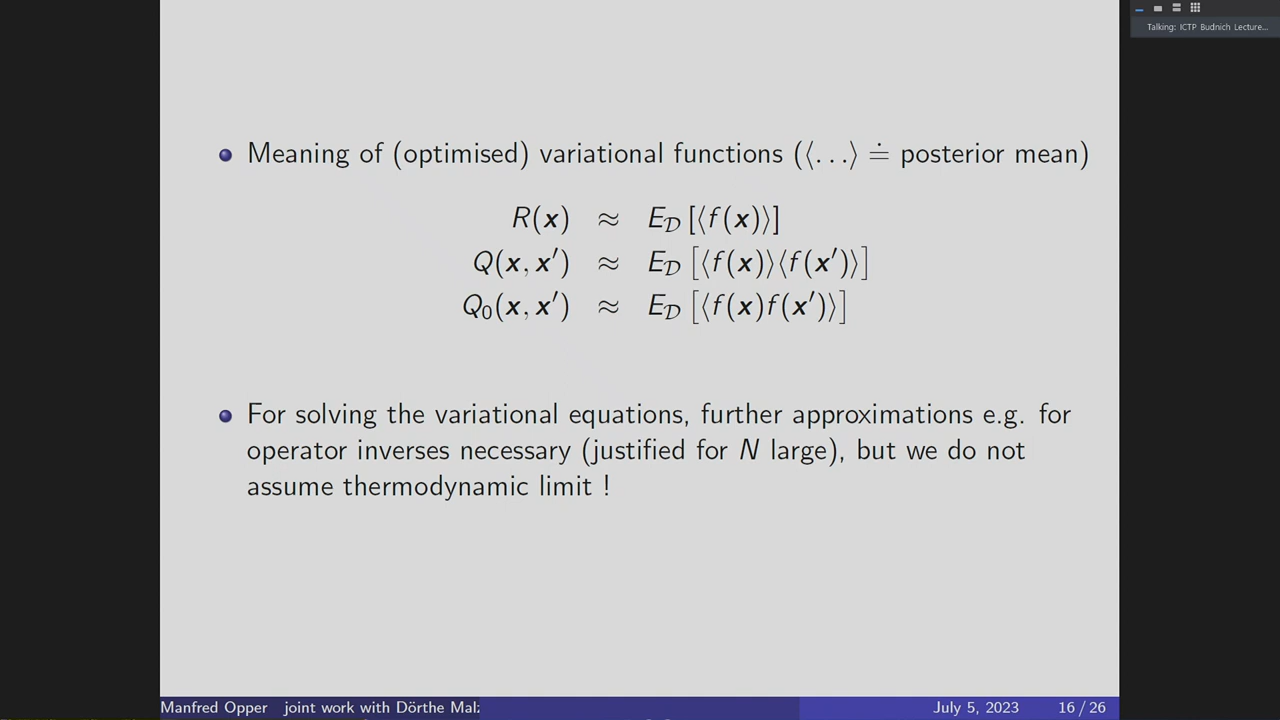 Talking: ICTP Budnich Lecture...
Meaning of (optimised) variational functions (⟨...⟩ ≐ posterior mean)
R(x) ≈ E_D [⟨f(x)⟩]
Q(x, x′) ≈ E_D [⟨f(x)⟩⟨f(x′)⟩]
Q₀(x, x′) ≈ E_D [⟨f(x)f(x′)⟩]
For solving the variational equations, further approximations e.g. for
operator inverses necessary (justified for N large), but we do not
assume thermodynamic limit !
Manfred Opper joint work with Dörthe Malz July 5, 2023 16 / 26